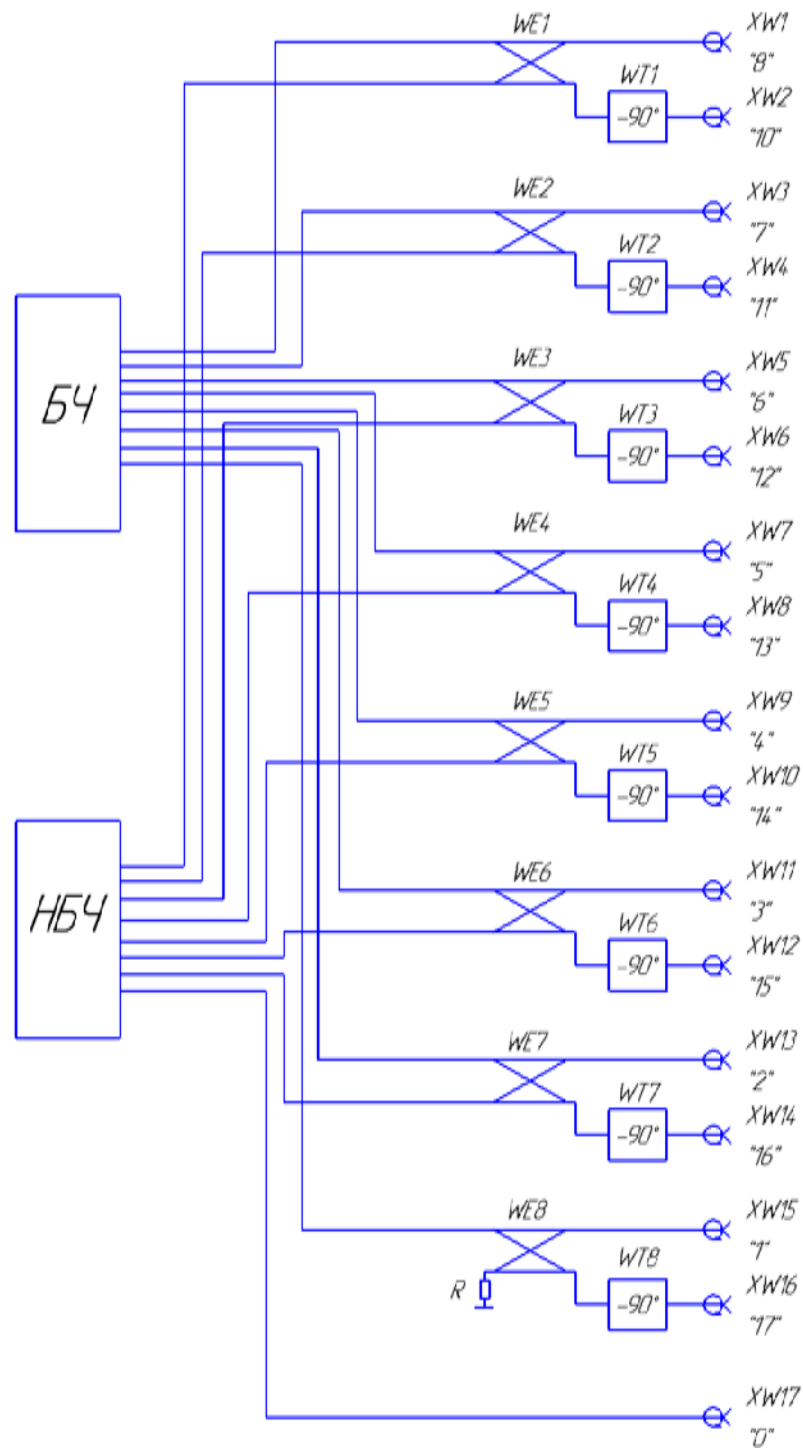 WE1
XW1
"8"
WT1
-90°
XW2
"10"
WE2
XW3
"7"
WT2
-90°
XW4
"11"
БЧ
WE3
XW5
"6"
WT3
-90°
XW6
"12"
WE4
XW7
"5"
WT4
-90°
XW8
"13"
WE5
XW9
"4"
WT5
-90°
XW10
"14"
НБЧ
WE6
XW11
"3"
WT6
-90°
XW12
"15"
WE7
XW13
"2"
WT7
-90°
XW14
"16"
WE8
XW15
"1"
R
WT8
-90°
XW16
"17"
XW17
"0"